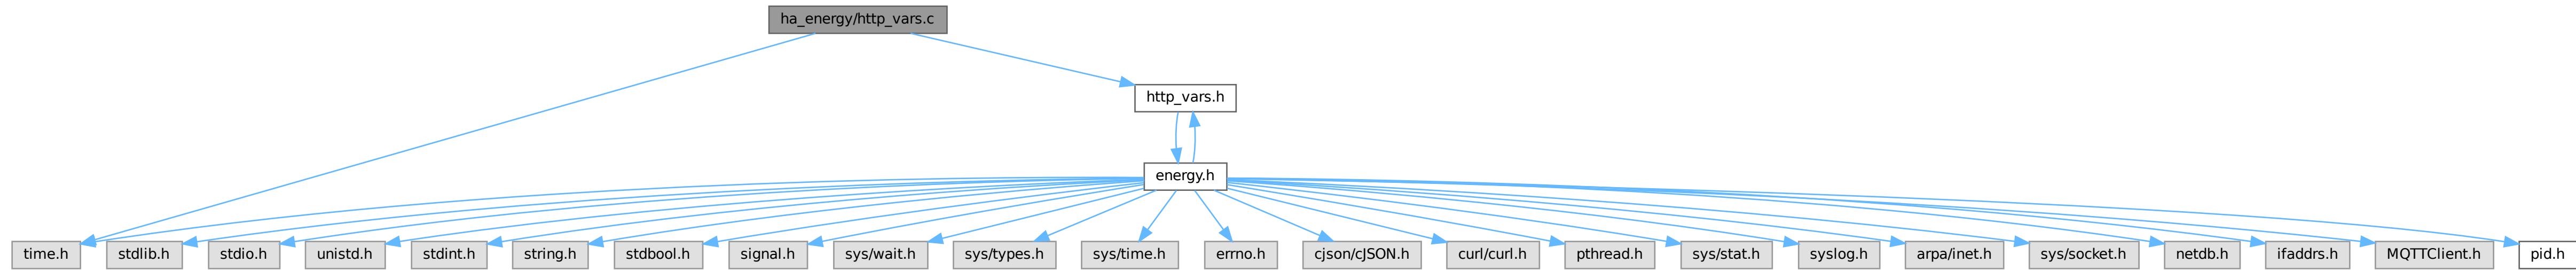 ha_energy/http_vars.c
http_vars.h
energy.h
time.h
stdlib.h
stdio.h
unistd.h
stdint.h
string.h
stdbool.h
signal.h
sys/wait.h
sys/types.h
sys/time.h
errno.h
cjson/cJSON.h
curl/curl.h
pthread.h
sys/stat.h
syslog.h
arpa/inet.h
sys/socket.h
netdb.h
ifaddrs.h
MQTTClient.h
pid.h